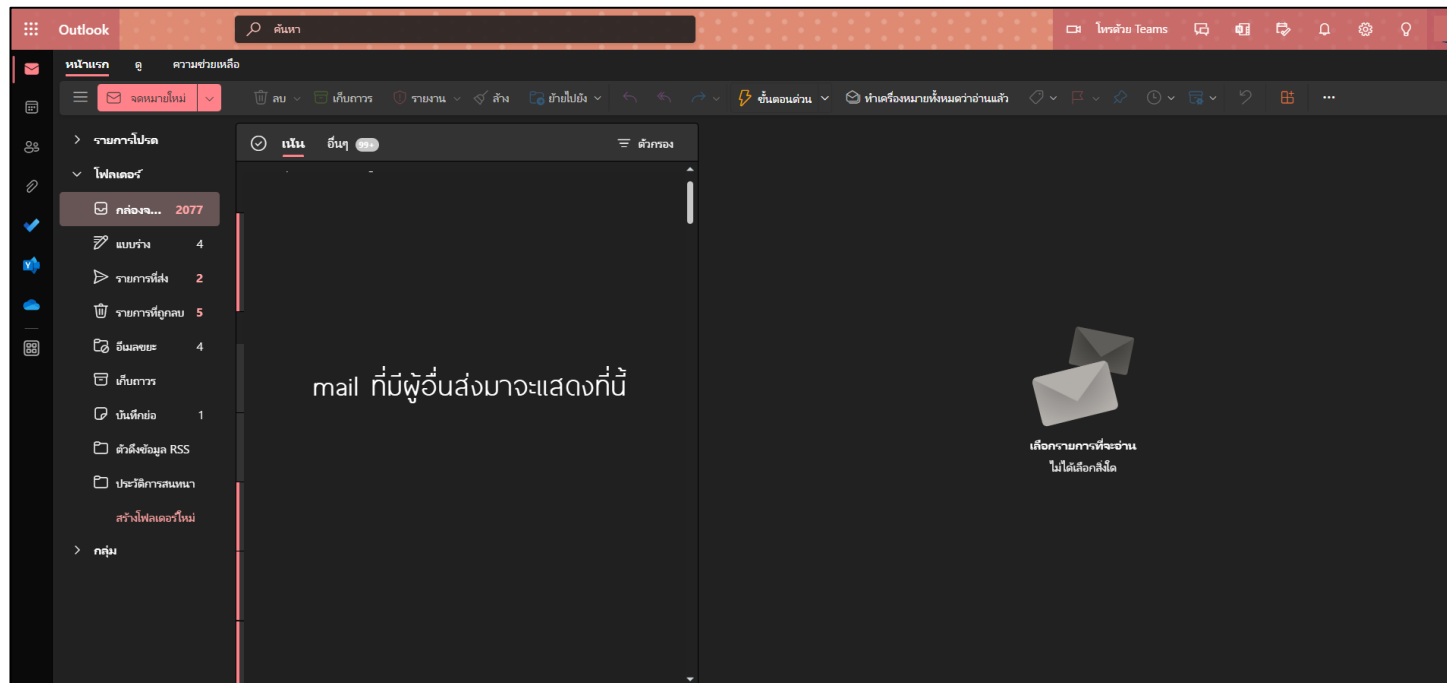 Outlook
ค้นหา
โทรด้วย Teams
หน้าแรก ดู ความช่วยเหลือ
จดหมายใหม่ ลบ เก็บถาวร รายงาน ล้าง ย้ายไปยัง ขั้นตอนด่วน ทำเครื่องหมายทั้งหมดว่าอ่านแล้ว
รายการโปรด
โฟลเดอร์
กล่องจ... 2077
แบบร่าง 4
รายการที่ส่ง 2
รายการที่ถูกลบ 5
อีเมลขยะ 4
เก็บถาวร
บันทึกย่อ 1
ตัวดึงข้อมูล RSS
ประวัติการสนทนา
สร้างโฟลเดอร์ใหม่
กลุ่ม
เน้น อื่นๆ 99+ ตัวกรอง
mail ที่มีผู้อื่นส่งมาจะแสดงที่นี้
เลือกรายการที่จะอ่าน
ไม่ได้เลือกสิ่งใด